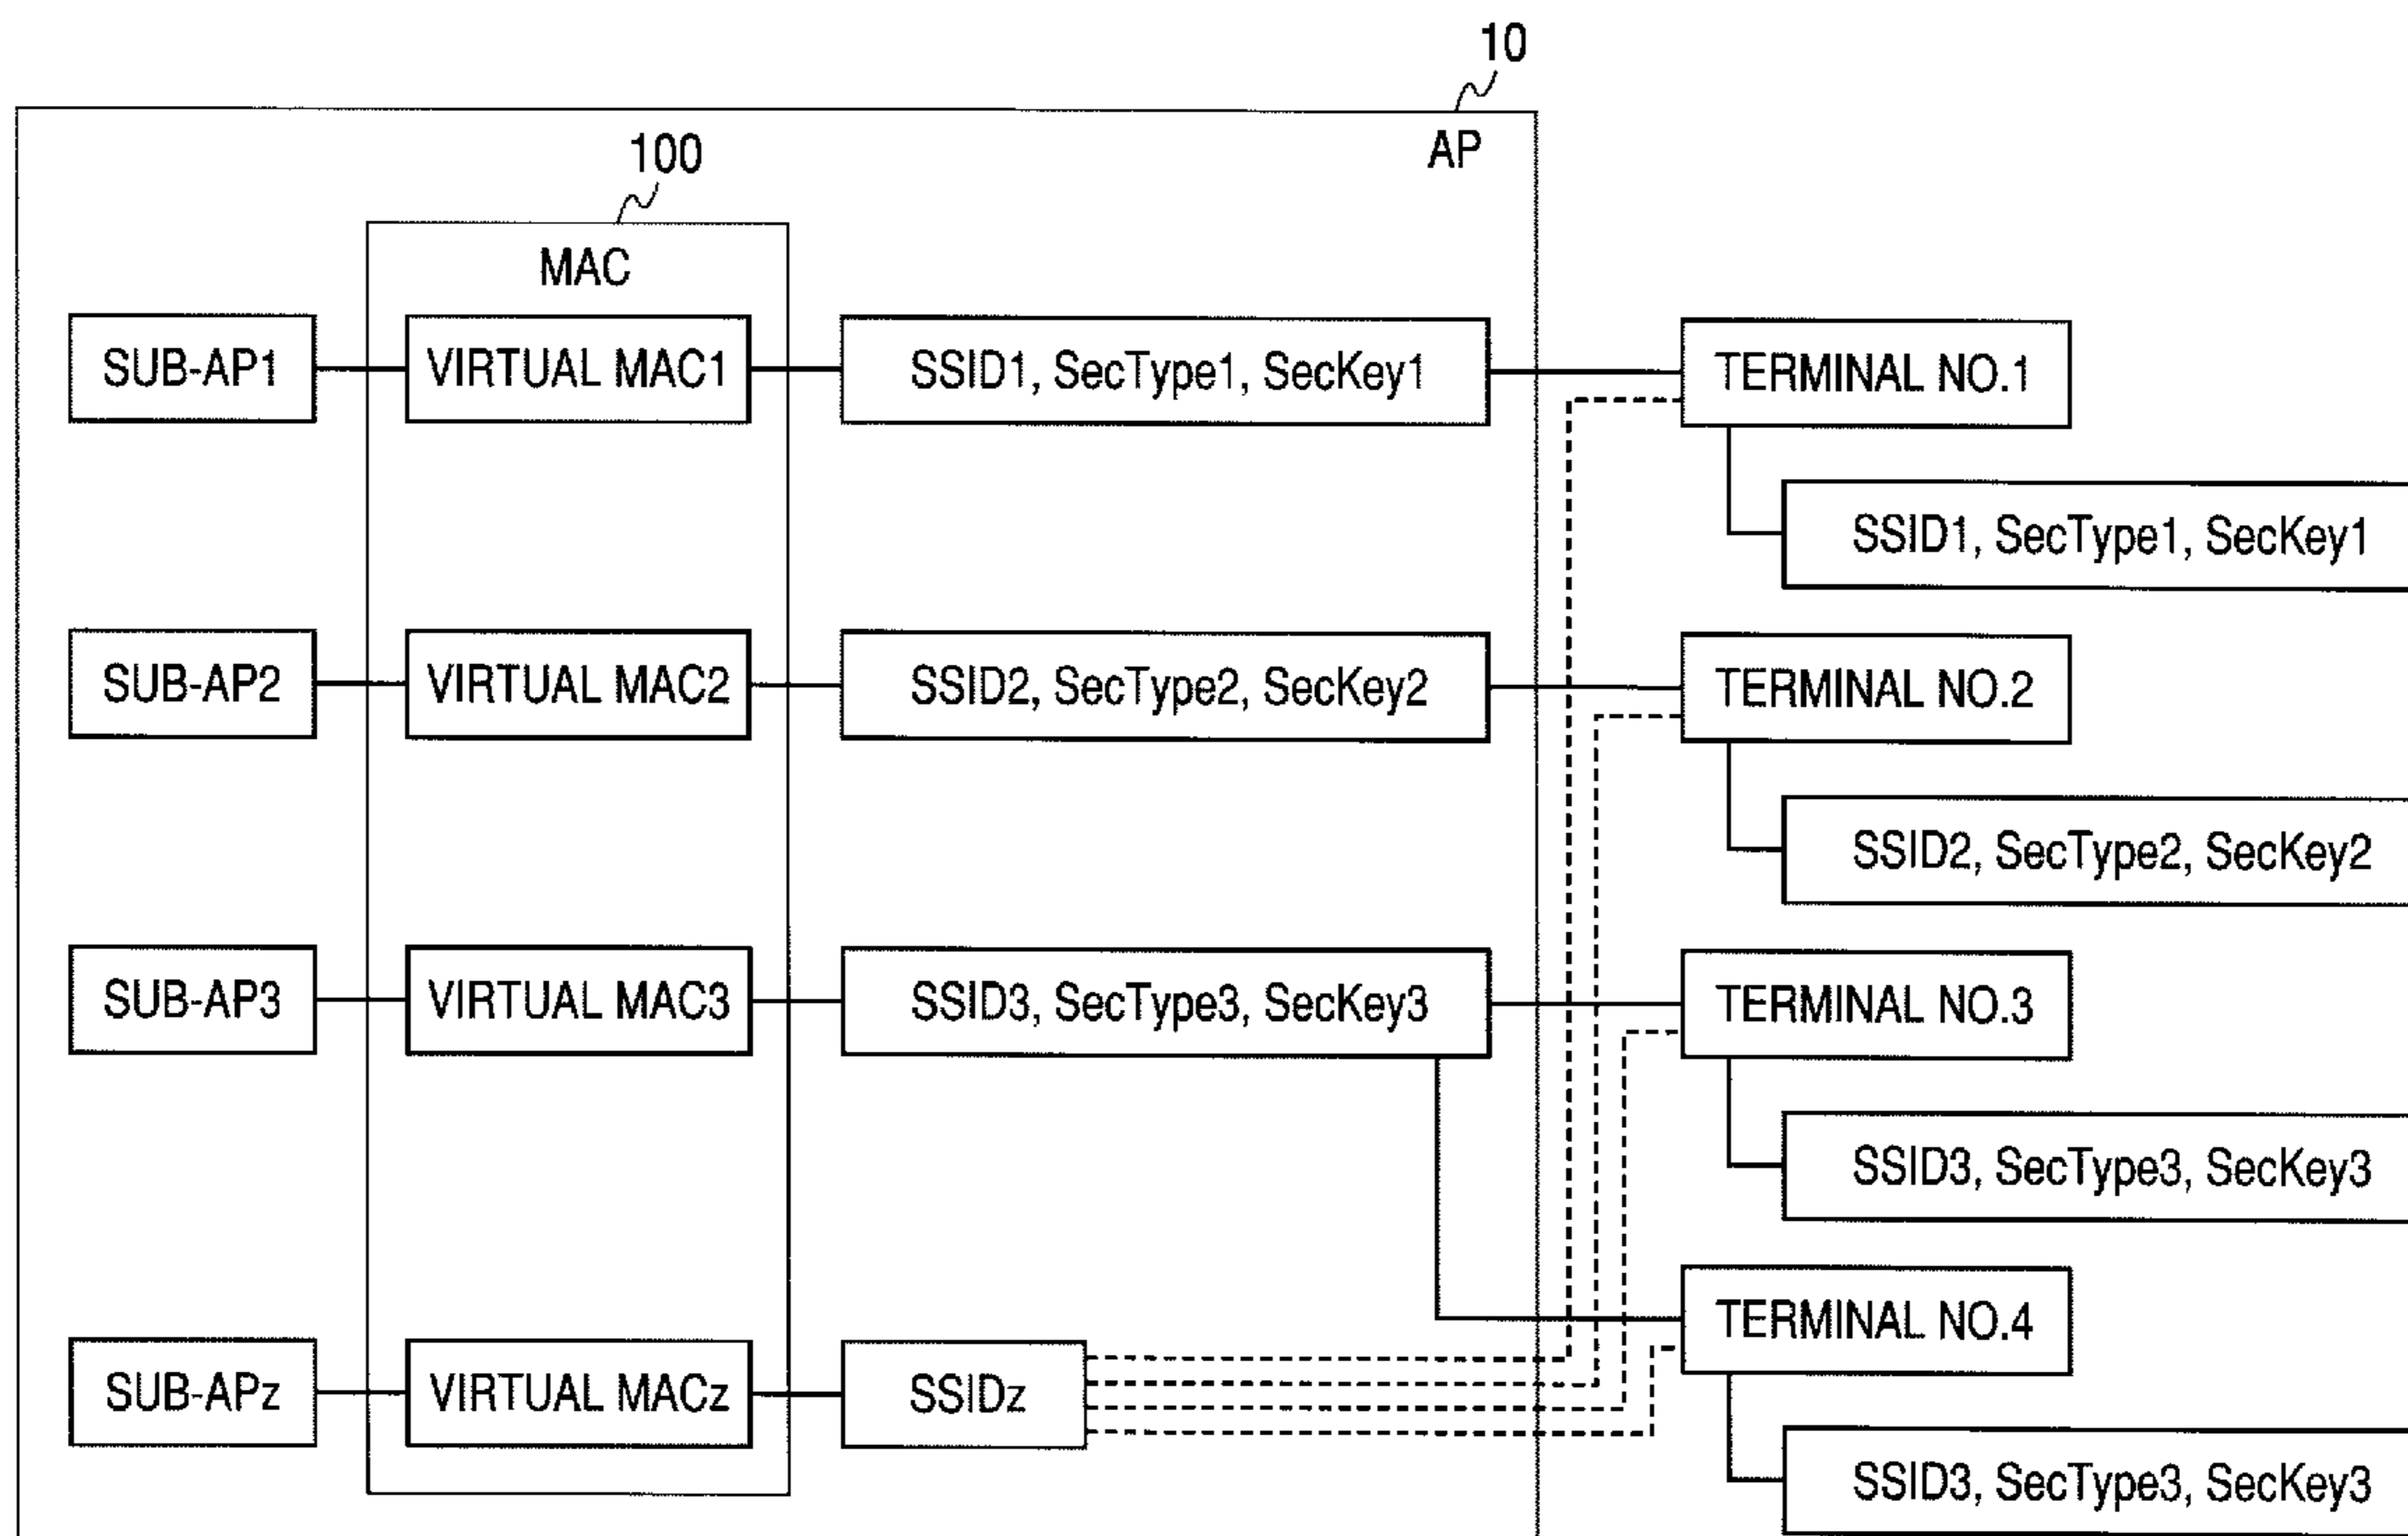 10
AP
100
MAC
SUB-AP1
VIRTUAL MAC1
SSID1, SecType1, SecKey1
TERMINAL NO.1
SSID1, SecType1, SecKey1
SUB-AP2
VIRTUAL MAC2
SSID2, SecType2, SecKey2
TERMINAL NO.2
SSID2, SecType2, SecKey2
SUB-AP3
VIRTUAL MAC3
SSID3, SecType3, SecKey3
TERMINAL NO.3
SSID3, SecType3, SecKey3
TERMINAL NO.4
SUB-APz
VIRTUAL MACz
SSIDz
SSID3, SecType3, SecKey3